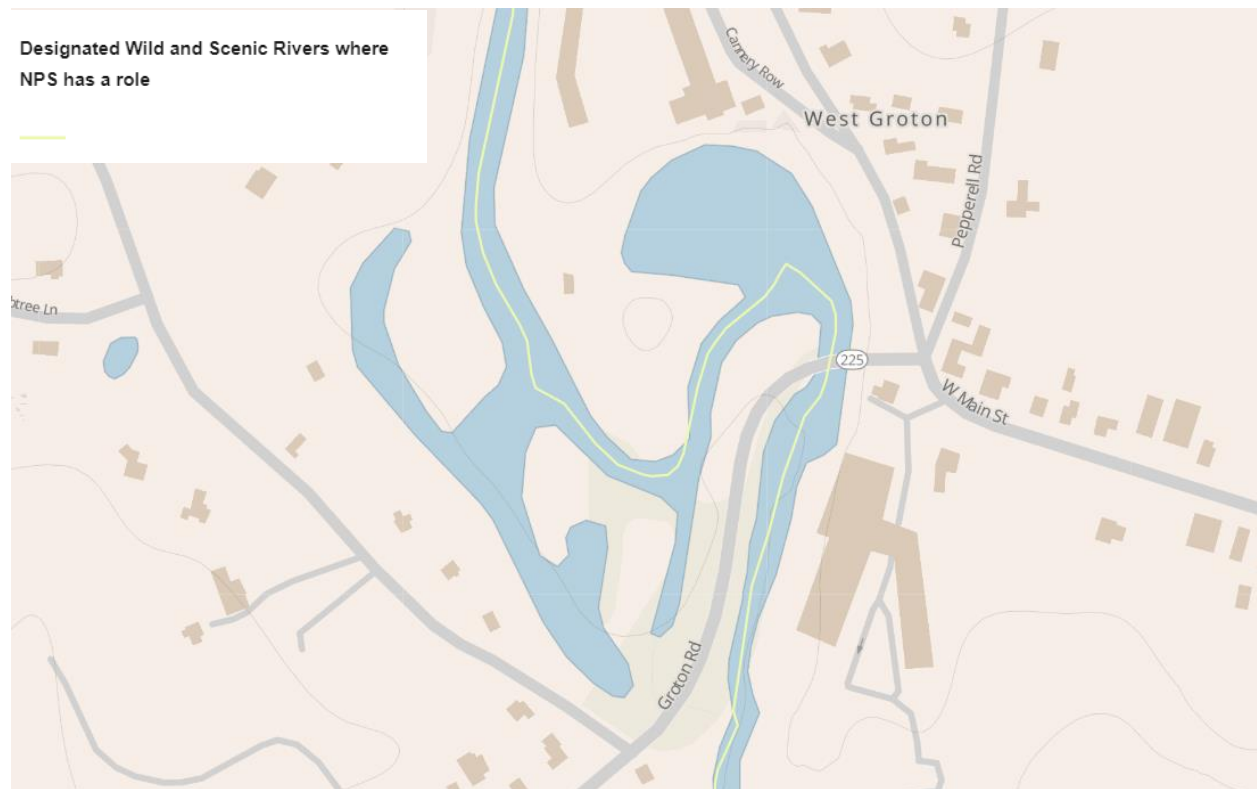 Designated Wild and Scenic Rivers where
NPS has a role
Cannery Row
West Groton
Pepperell Rd
btree Ln
225
W Main St
Groton Rd